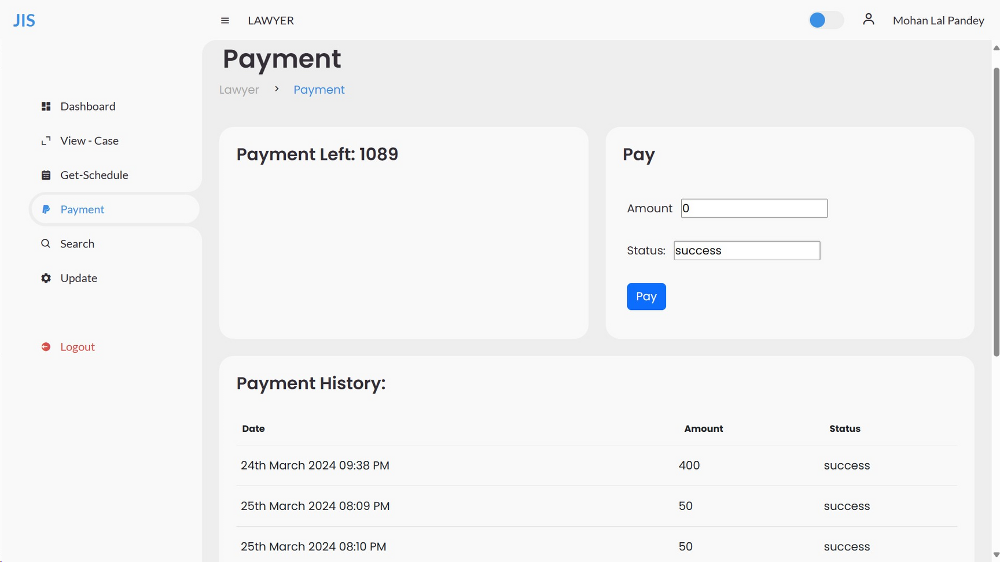 JIS
LAWYER
Mohan Lal Pandey
Dashboard
View - Case
Get-Schedule
Payment
Search
Update
Logout
Payment
Lawyer > Payment
Payment Left: 1089
Pay
Amount 0
Status: success
Pay
Payment History:
Date Amount Status
24th March 2024 09:38 PM 400 success
25th March 2024 08:09 PM 50 success
25th March 2024 08:10 PM 50 success